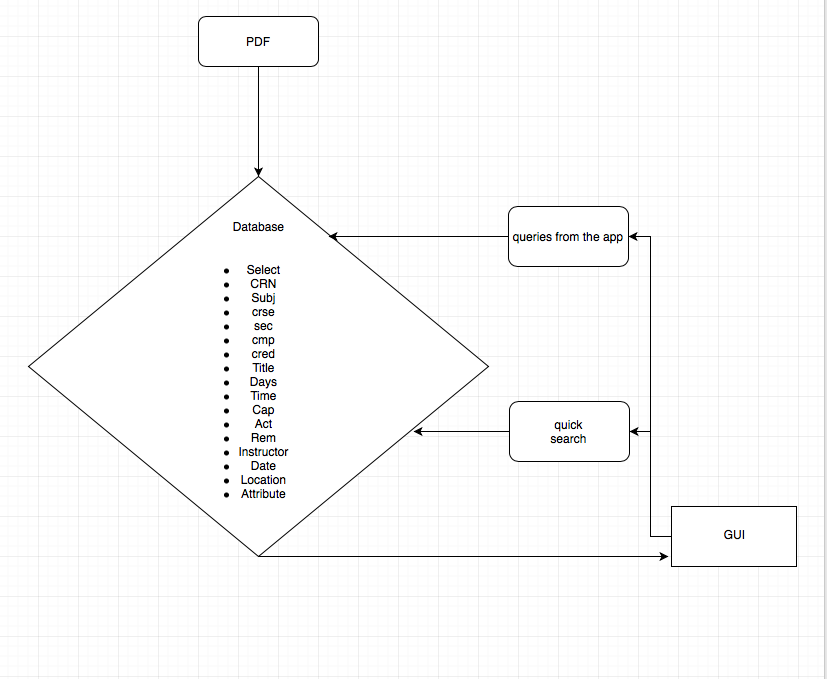 PDF
Database
queries from the app
Select
CRN
Subj
crse
sec
cmp
cred
Title
Days
Time
Cap
Act
Rem
Instructor
Date
Location
Attribute
quick
search
GUI